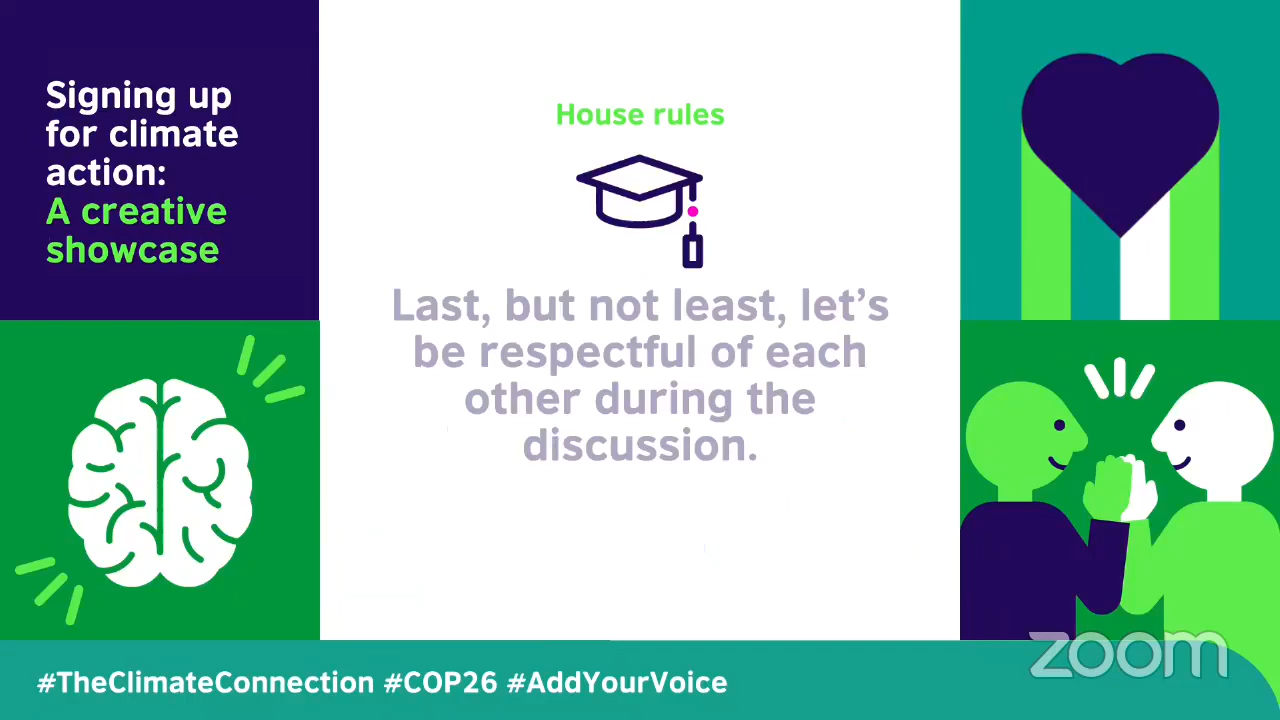 Signing up
for climate
action:
A creative
showcase
House rules
Last, but not least, let’s
be respectful of each
other during the
discussion.
#TheClimateConnection #COP26 #AddYourVoice
zoom